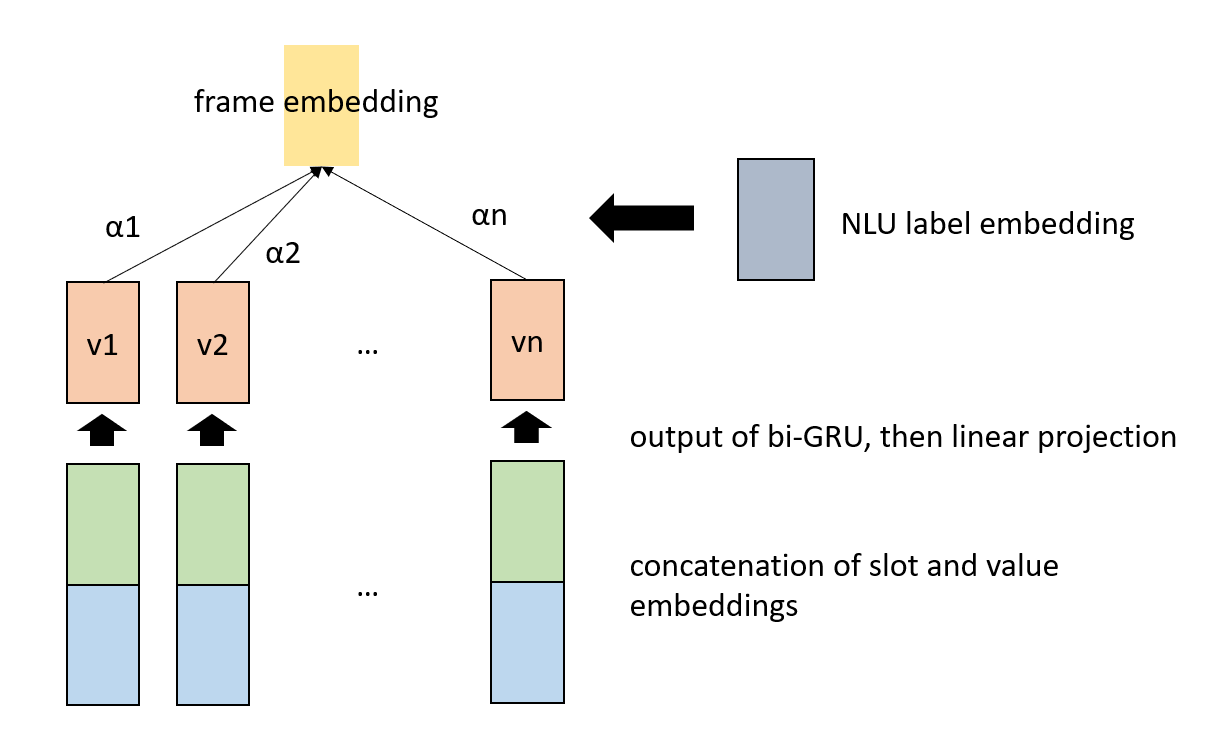 frame embedding
α1
α2
αn
NLU label embedding
v1
v2
...
vn
output of bi-GRU, then linear projection
...
concatenation of slot and value
embeddings